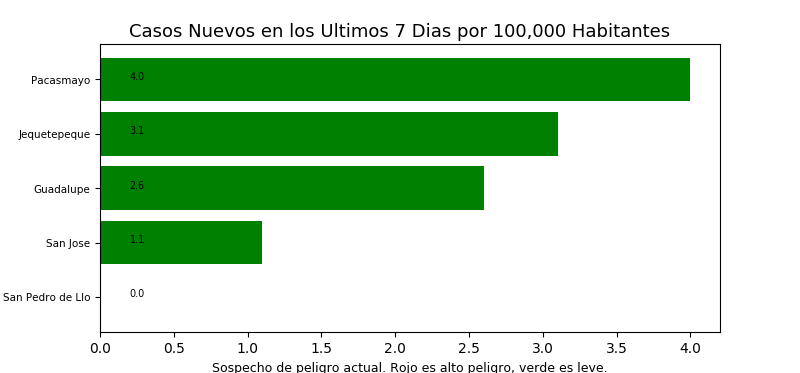 Casos Nuevos en los Ultimos 7 Dias por 100,000 Habitantes
Pacasmayo 4.0
Jequetepeque 3.1
Guadalupe 2.6
San Jose 1.1
San Pedro de Llo 0.0
0.0 0.5 1.0 1.5 2.0 2.5 3.0 3.5 4.0
Sospecho de peligro actual. Rojo es alto peligro, verde es leve.